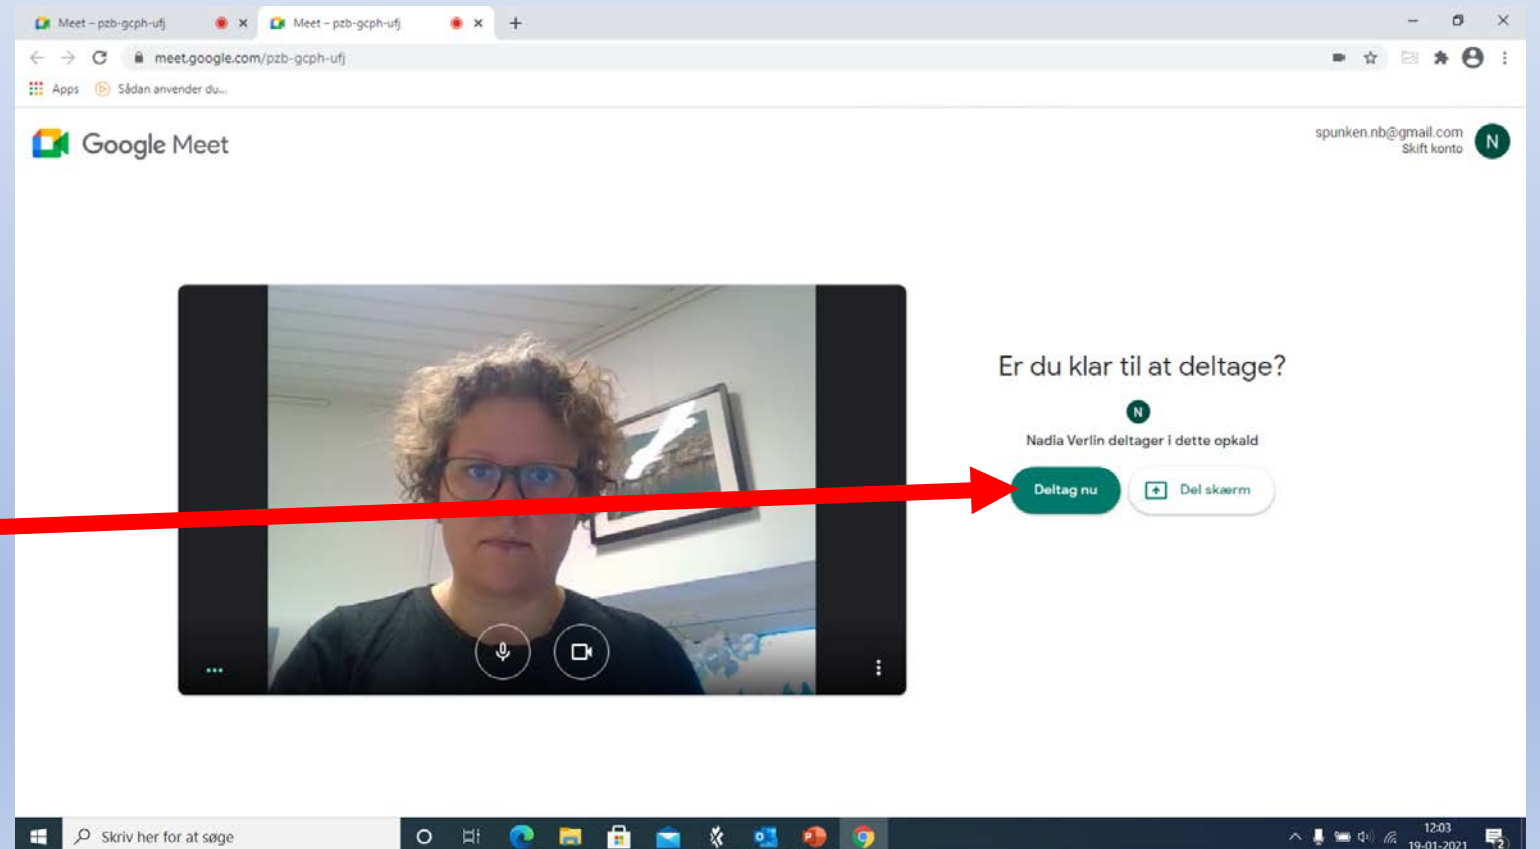 Meet – pzb-gcph-ufj
Meet – pzb-gcph-ufj
meet.google.com/pzb-gcph-ufj
Apps
Sådan anvender du...
Google Meet
spunken.nb@gmail.com
Skift konto
N
Er du klar til at deltage?
N
Nadia Verlin deltager i dette opkald
Deltag nu
Del skærm
Skriv her for at søge
12:03
19-01-2021
2